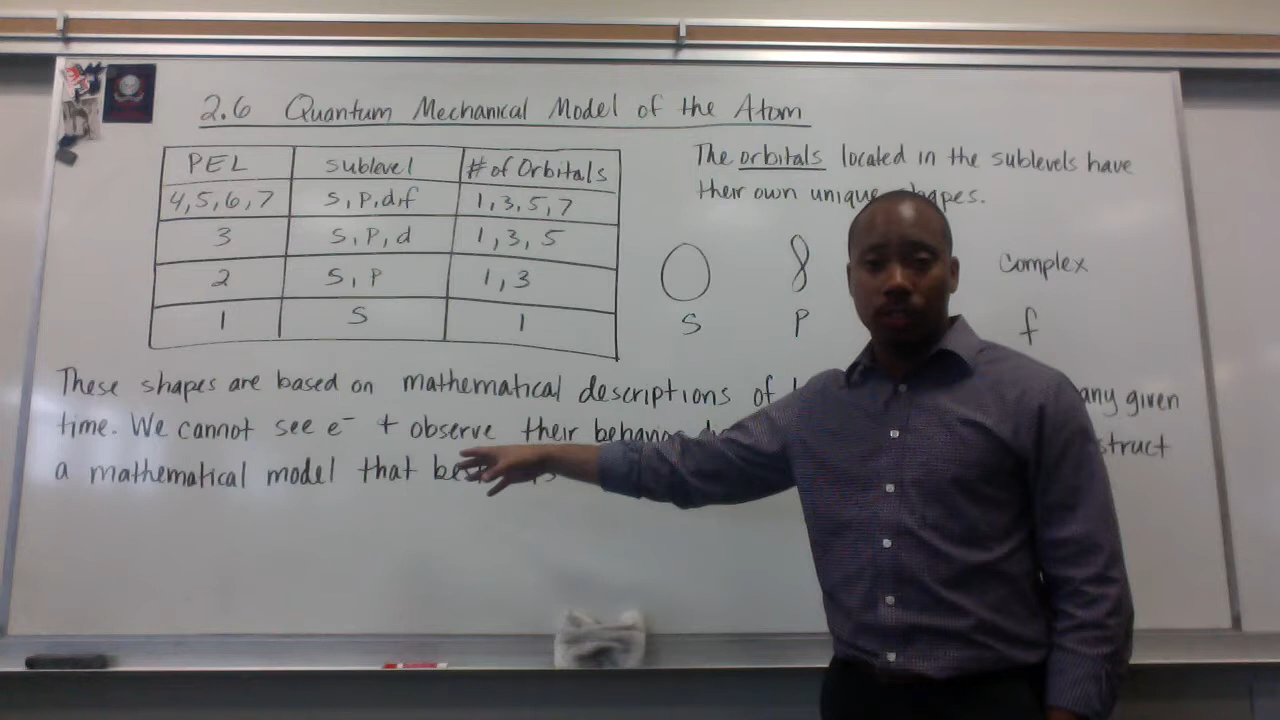 2.6 Quantum Mechanical Model of the Atom
PEL sublevel # of Orbitals
4,5,6,7 s,p,d,f 1,3,5,7
3 s,p,d 1,3,5
2 s,p 1,3
1 s 1
The orbitals located in the sublevels have
their own unique shapes.
complex
s p f
These shapes are based on mathematical descriptions of any given
time. We cannot see e⁻ + observe their behavior
a mathematical model that